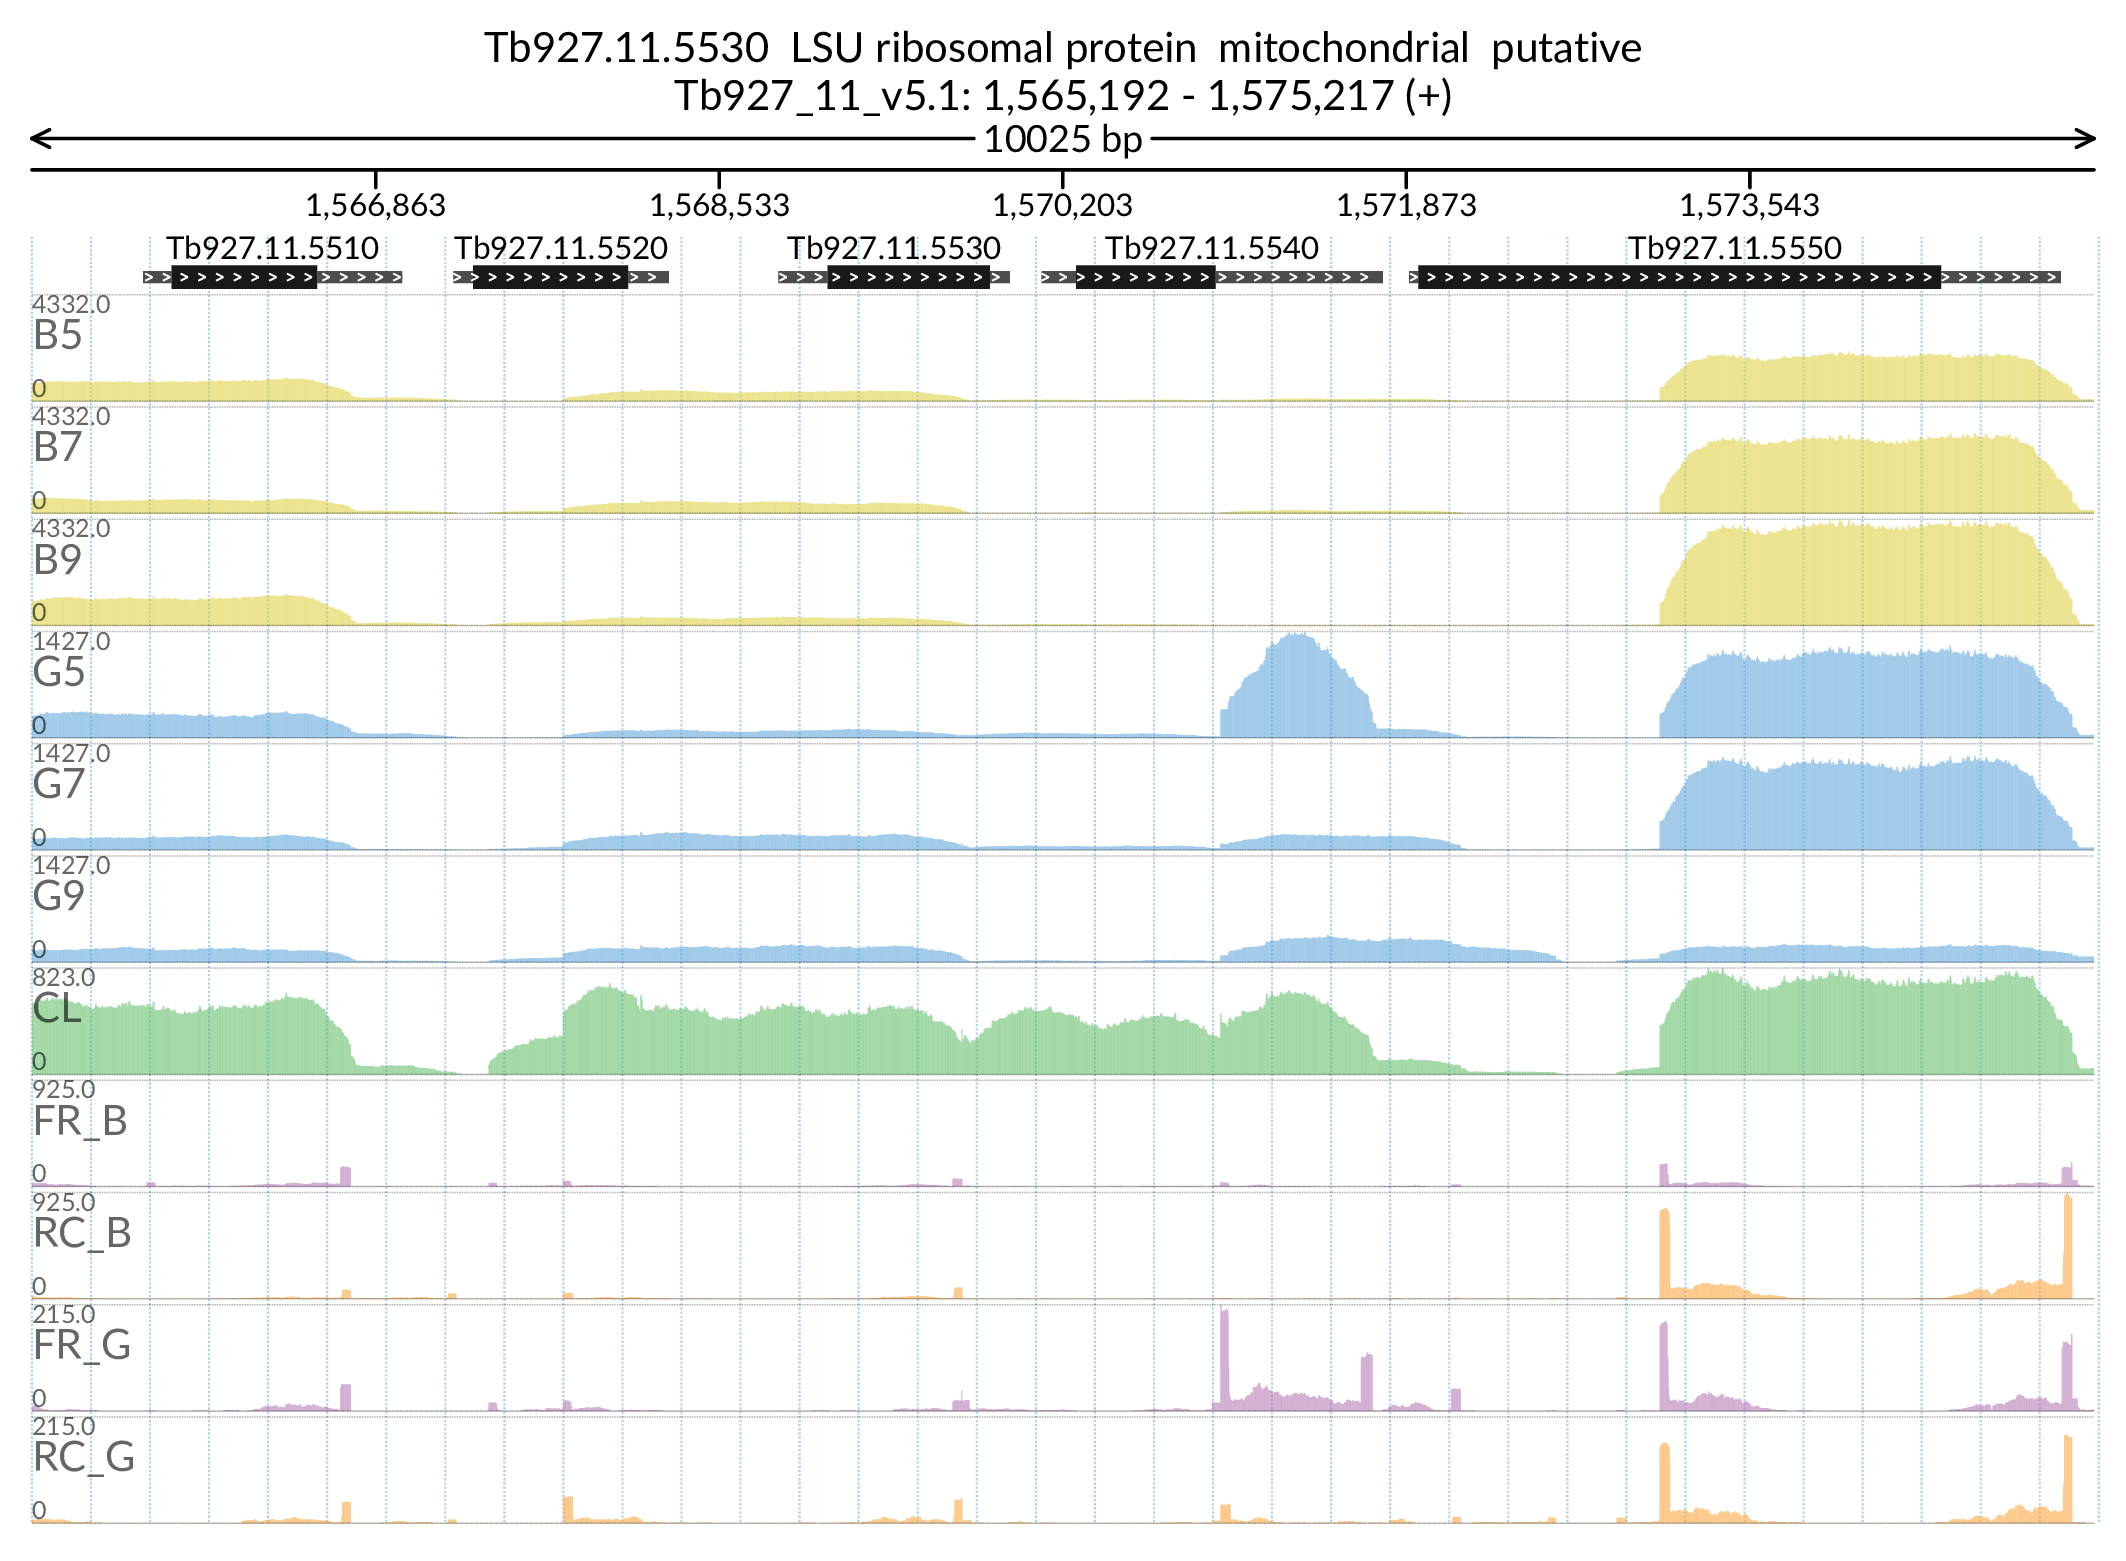 Tb927.11.5530  LSU ribosomal protein  mitochondrial  putative
Tb927_11_v5.1: 1,565,192 - 1,575,217 (+)
10025 bp
1,566,863 1,568,533 1,570,203 1,571,873 1,573,543
Tb927.11.5510 Tb927.11.5520 Tb927.11.5530 Tb927.11.5540 Tb927.11.5550
4332.0
B5
0
4332.0
B7
0
4332.0
B9
0
1427.0
G5
0
1427.0
G7
0
1427.0
G9
0
823.0
CL
0
925.0
FR_B
0
925.0
RC_B
0
215.0
FR_G
0
215.0
RC_G
0